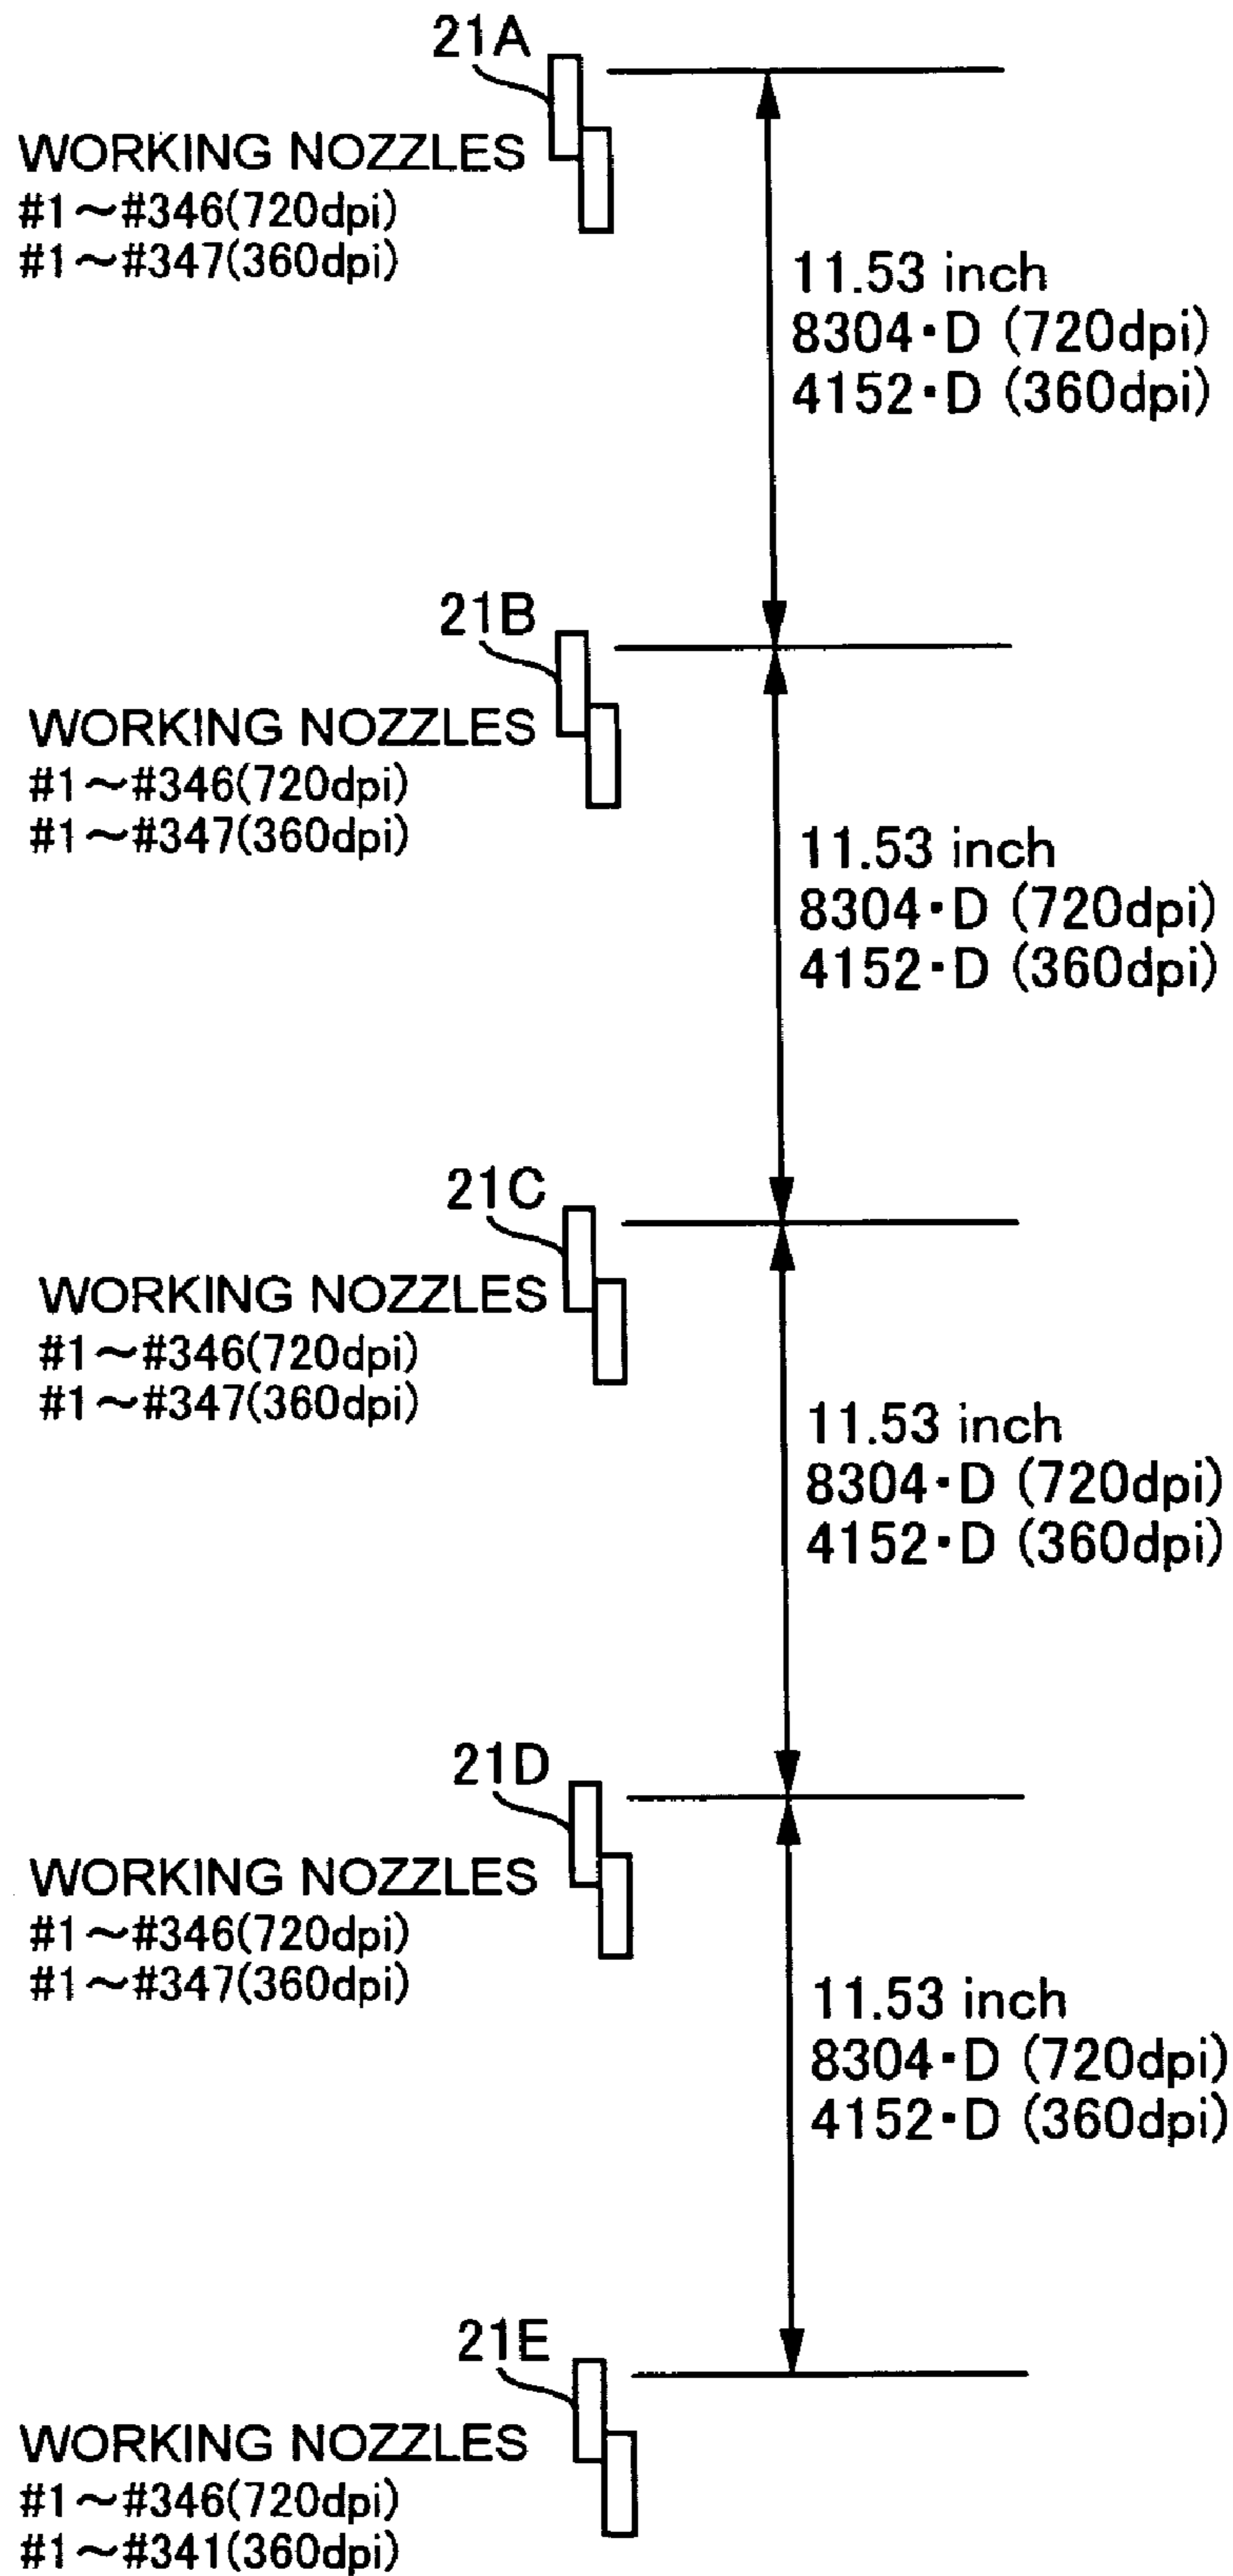 21A
WORKING NOZZLES
#1～#346(720dpi)
#1～#347(360dpi)
11.53 inch
8304･D (720dpi)
4152･D (360dpi)
21B
WORKING NOZZLES
#1～#346(720dpi)
#1～#347(360dpi)
11.53 inch
8304･D (720dpi)
4152･D (360dpi)
21C
WORKING NOZZLES
#1～#346(720dpi)
#1～#347(360dpi)
11.53 inch
8304･D (720dpi)
4152･D (360dpi)
21D
WORKING NOZZLES
#1～#346(720dpi)
#1～#347(360dpi)
11.53 inch
8304･D (720dpi)
4152･D (360dpi)
21E
WORKING NOZZLES
#1～#346(720dpi)
#1～#341(360dpi)